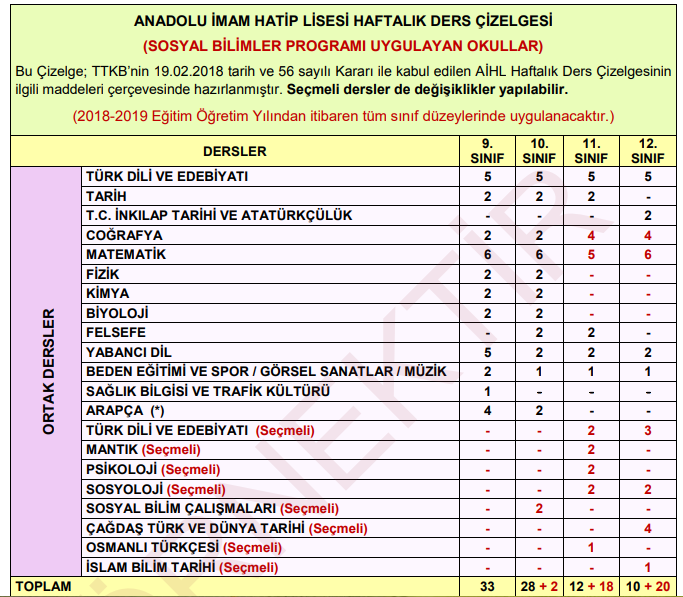 ANADOLU İMAM HATİP LİSESİ HAFTALIK DERS ÇİZELGESİ
(SOSYAL BİLİMLER PROGRAMI UYGULAYAN OKULLAR)
Bu Çizelge; TTKB'nin 19.02.2018 tarih ve 56 sayılı Kararı ile kabul edilen AİHL Haftalık Ders Çizelgesinin
ilgili maddeleri çerçevesinde hazırlanmıştır. Seçmeli dersler de değişiklikler yapılabilir.
(2018-2019 Eğitim Öğretim Yılından itibaren tüm sınıf düzeylerinde uygulanacaktır.)
DERSLER 9. SINIF 10. SINIF 11. SINIF 12. SINIF
ORTAK DERSLER
TÜRK DİLİ VE EDEBİYATI 5 5 5 5
TARİH 2 2 2 -
T.C. İNKILAP TARİHİ VE ATATÜRKÇÜLÜK - - - 2
COĞRAFYA 2 2 4 4
MATEMATİK 6 6 5 6
FİZİK 2 2 - -
KİMYA 2 2 - -
BİYOLOJİ 2 2 - -
FELSEFE - 2 2 -
YABANCI DİL 5 2 2 2
BEDEN EĞİTİMİ VE SPOR / GÖRSEL SANATLAR / MÜZİK 2 1 1 1
SAĞLIK BİLGİSİ VE TRAFİK KÜLTÜRÜ 1 - - -
ARAPÇA (*) 4 2 - -
TÜRK DİLİ VE EDEBİYATI (Seçmeli) - - 2 3
MANTIK (Seçmeli) - - 2 -
PSİKOLOJİ (Seçmeli) - - 2 -
SOSYOLOJİ (Seçmeli) - - 2 2
SOSYAL BİLİM ÇALIŞMALARI (Seçmeli) - 2 - -
ÇAĞDAŞ TÜRK VE DÜNYA TARİHİ (Seçmeli) - - - 4
OSMANLI TÜRKÇESİ (Seçmeli) - - 1 -
İSLAM BİLİM TARİHİ (Seçmeli) - - - 1
TOPLAM 33 28 + 2 12 + 18 10 + 20